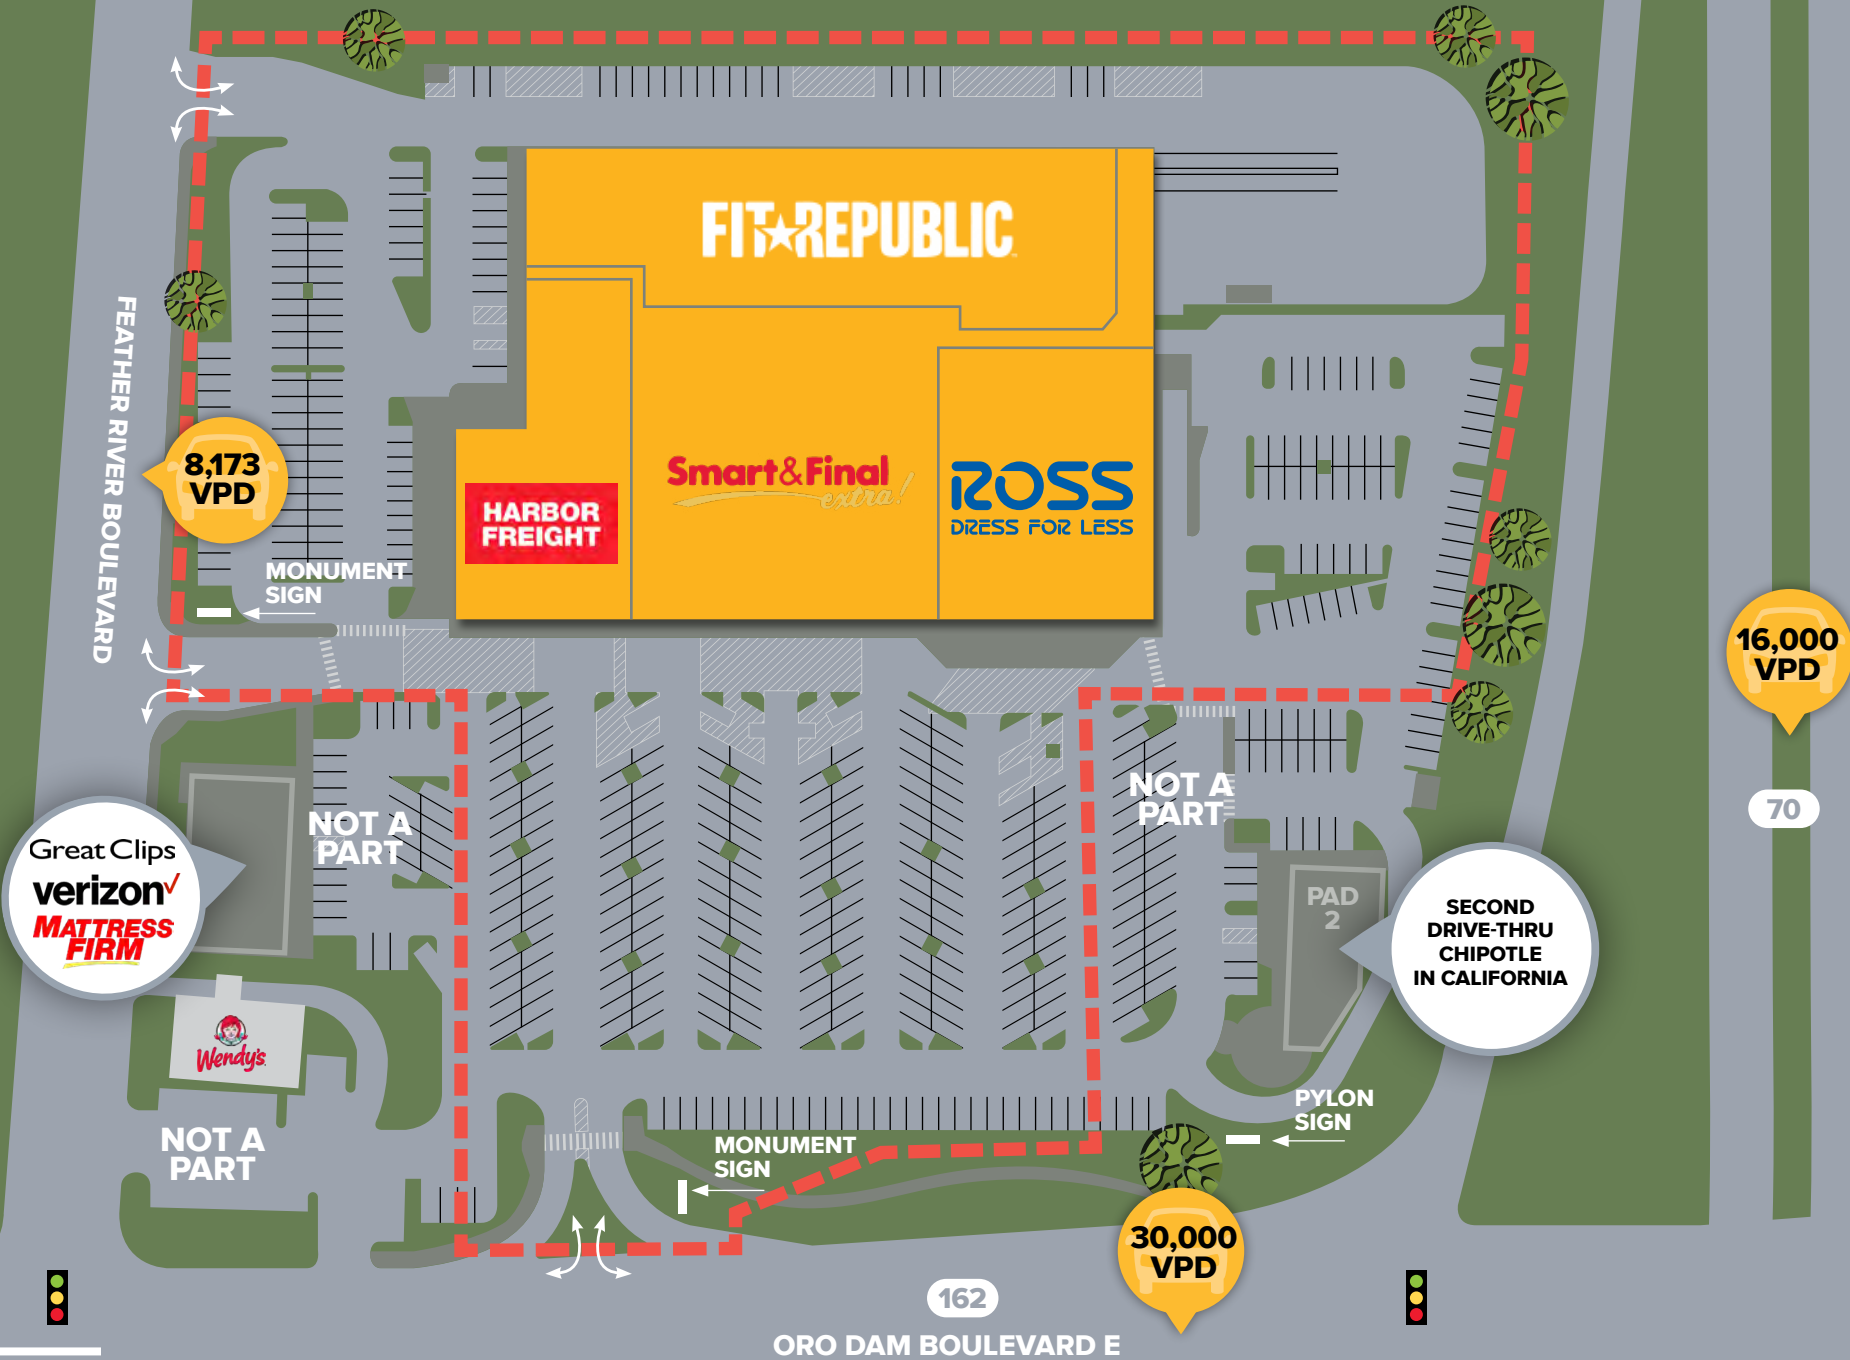 FIT★REPUBLIC
FEATHER RIVER BOULEVARD
8,173
VPD
Smart&Final
extra!
ROSS
DRESS FOR LESS
HARBOR
FREIGHT
MONUMENT
SIGN
16,000
VPD
70
NOT A
PART
NOT A
PART
Great Clips
verizon✓
MATTRESS
FIRM
PAD
2
SECOND
DRIVE-THRU
CHIPOTLE
IN CALIFORNIA
Wendy's
NOT A
PART
MONUMENT
SIGN
PYLON
SIGN
30,000
VPD
162
ORO DAM BOULEVARD E